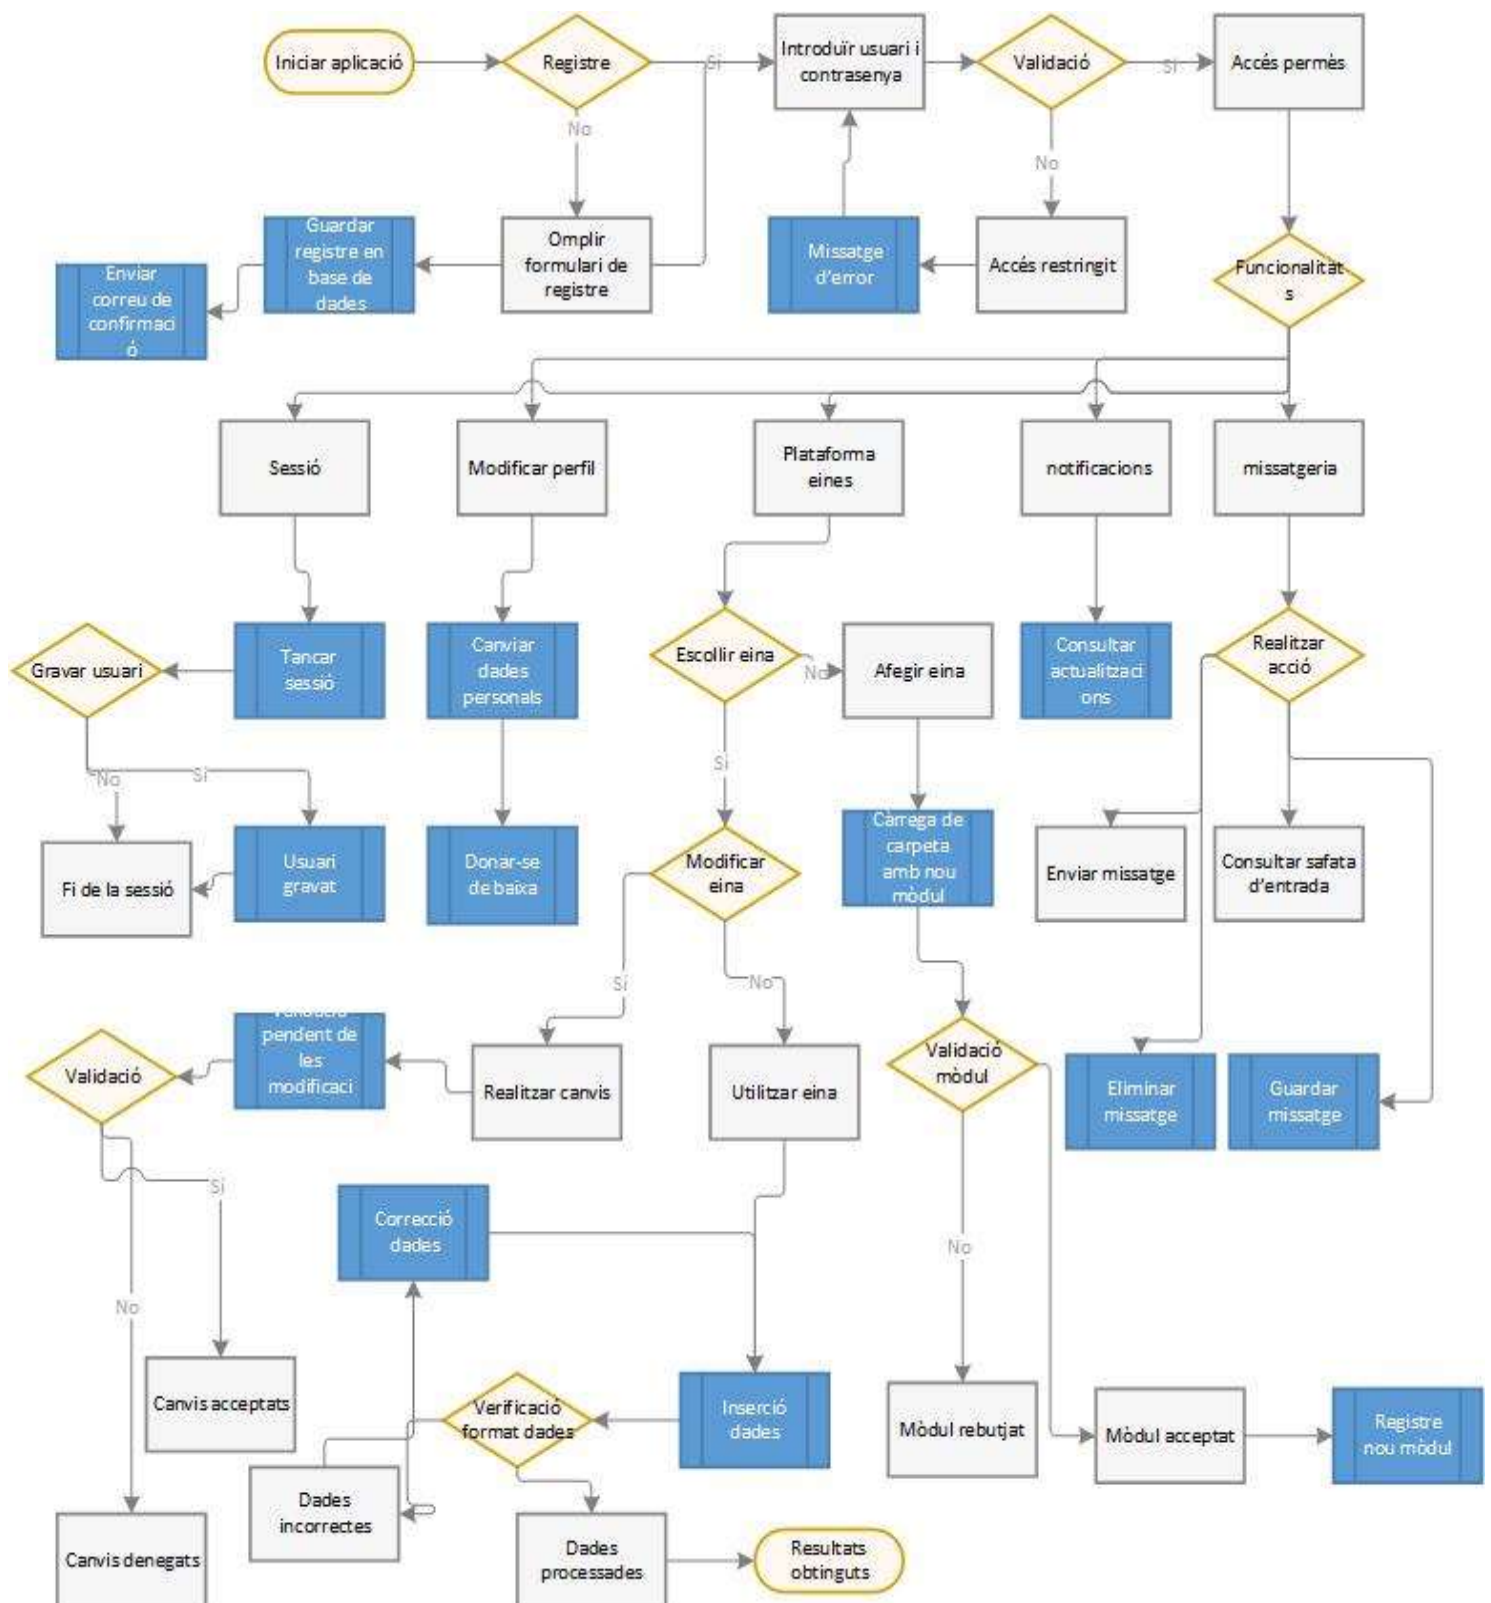 Iniciar aplicació
Registre
Sí
Introduïr usuari i
contrasenya
Validació
Sí
Accés permès
No
No
Guardar
registre en
base de
dades
Omplir
formulari de
registre
Missatge
d'error
Accés restringit
Funcionalitat
s
Enviar
correu de
confirmaci
ó
Sessió
Modificar perfil
Plataforma
eines
notificacions
missatgeria
Gravar usuari
Tancar
sessió
Canviar
dades
personals
Escollir eina
No
Afegir eina
Consultar
actualitzaci
ons
Realitzar
acció
No
Sí
Sí
Fi de la sessió
Usuari
gravat
Donar-se
de baixa
Modificar
eina
Càrrega de
carpeta
amb nou
mòdul
Enviar missatge
Consultar safata
d'entrada
Sí
No
Validació
pendent de
les
modificaci
Realitzar canvis
Utilitzar eina
Validació
mòdul
Eliminar
missatge
Guardar
missatge
Sí
Correcció
dades
No
No
Canvis acceptats
Verificació
format dades
Inserció
dades
Mòdul rebutjat
Mòdul acceptat
Registre
nou mòdul
Dades
incorrectes
Canvis denegats
Dades
processades
Resultats
obtinguts